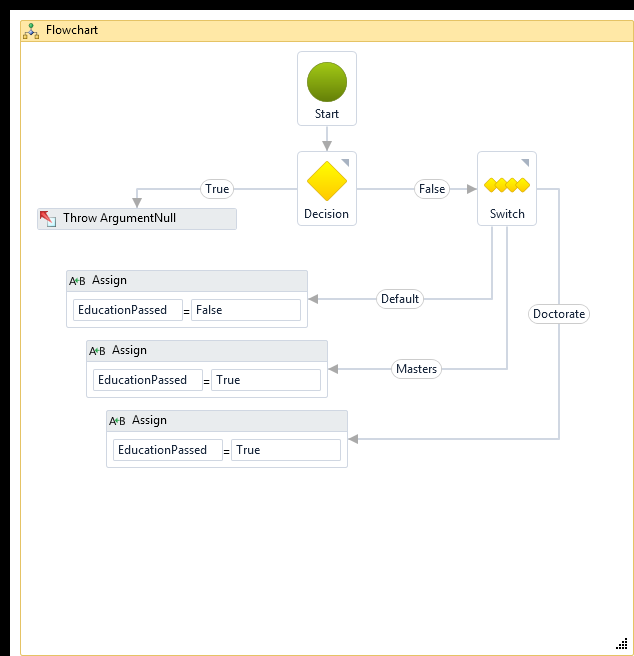 Flowchart
Start
True
Decision
False
Switch
Throw ArgumentNull
A+B Assign
EducationPassed = False
Default
Doctorate
A+B Assign
EducationPassed = True
Masters
A+B Assign
EducationPassed = True